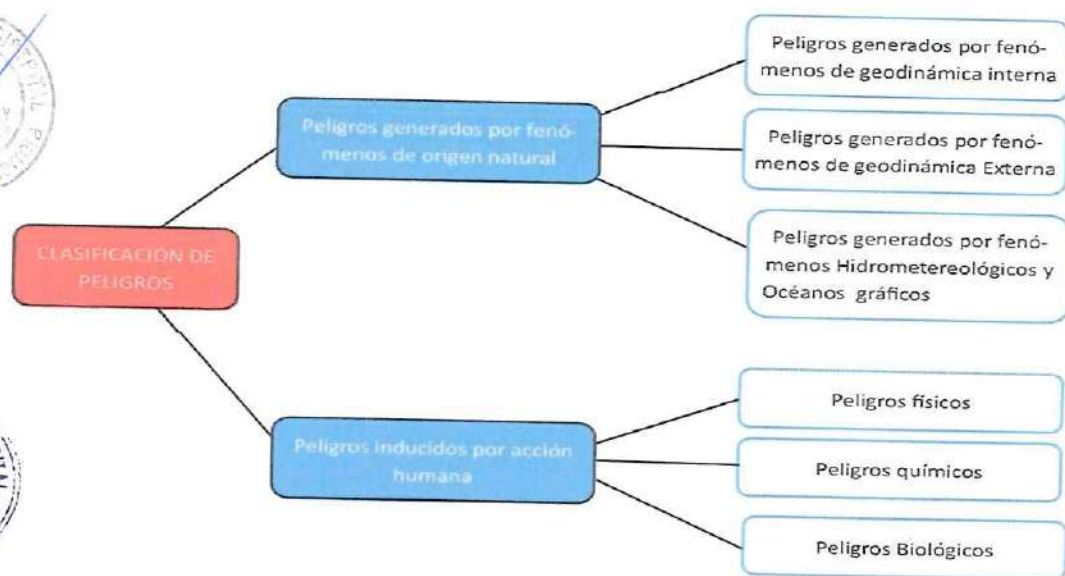 Peligros generados por fenó-
menos de geodinámica interna
Peligros generados por fenó-
menos de origen natural
Peligros generados por fenó-
menos de geodinámica Externa
Peligros generados por fenó-
menos Hidrometereológicos y
Océanos gráficos
CLASIFICACIÓN DE
PELIGROS
Peligros inducidos por acción
humana
Peligros físicos
Peligros químicos
Peligros Biológicos